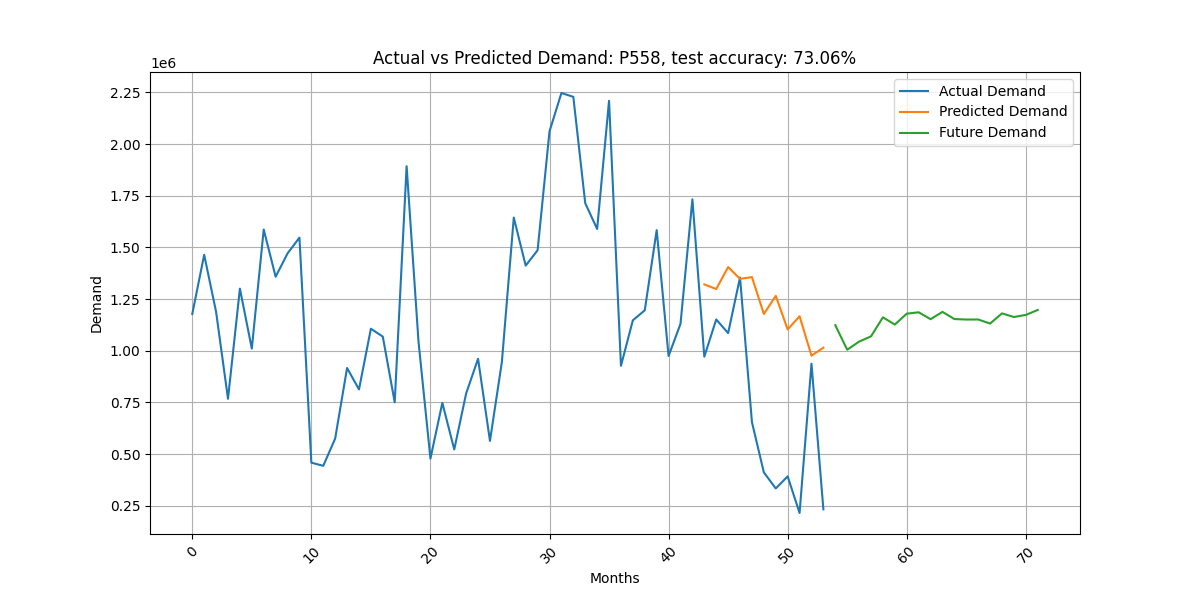 Actual vs Predicted Demand: P558, test accuracy: 73.06%
1e6
Actual Demand
Predicted Demand
Future Demand
2.25
2.00
1.75
1.50
1.25
1.00
0.75
0.50
0.25
Demand
0
10
20
30
40
50
60
70
Months